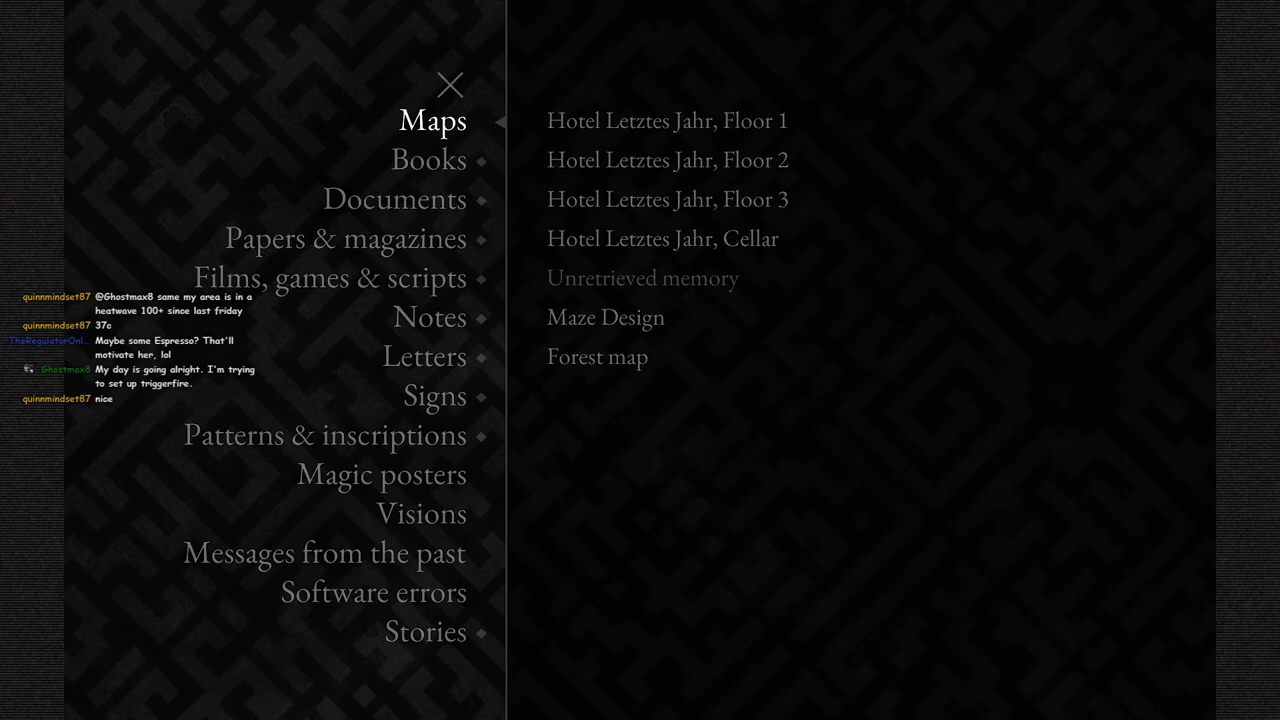 Maps
Books
Documents
Papers & magazines
Films, games & scripts
Notes
Letters
Signs
Patterns & inscriptions
Magic posters
Visions
Messages from the past
Software errors
Stories
Hotel Letztes Jahr, Floor 1
Hotel Letztes Jahr, Floor 2
Hotel Letztes Jahr, Floor 3
Hotel Letztes Jahr, Cellar
Unretrieved memory
Maze Design
Forest map
quinnmindset87 @Ghostmax8 same my area is in a
heatwave 100+ since last friday
quinnmindset87 37c
TheRegulatorOnl... Maybe some Espresso? That'll
motivate her, lol
Ghostmax8 My day is going alright. I'm trying
to set up triggerfire.
quinnmindset87 nice